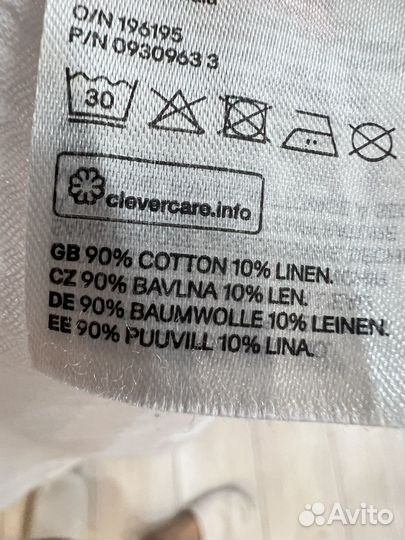 O/N 196195
P/N 0930963 3
30
clevercare.info
GB 90% COTTON 10% LINEN.
CZ 90% BAVLNA 10% LEN.
DE 90% BAUMWOLLE 10% LEINEN.
EE 90% PUUVILL 10% LINA.
Avito